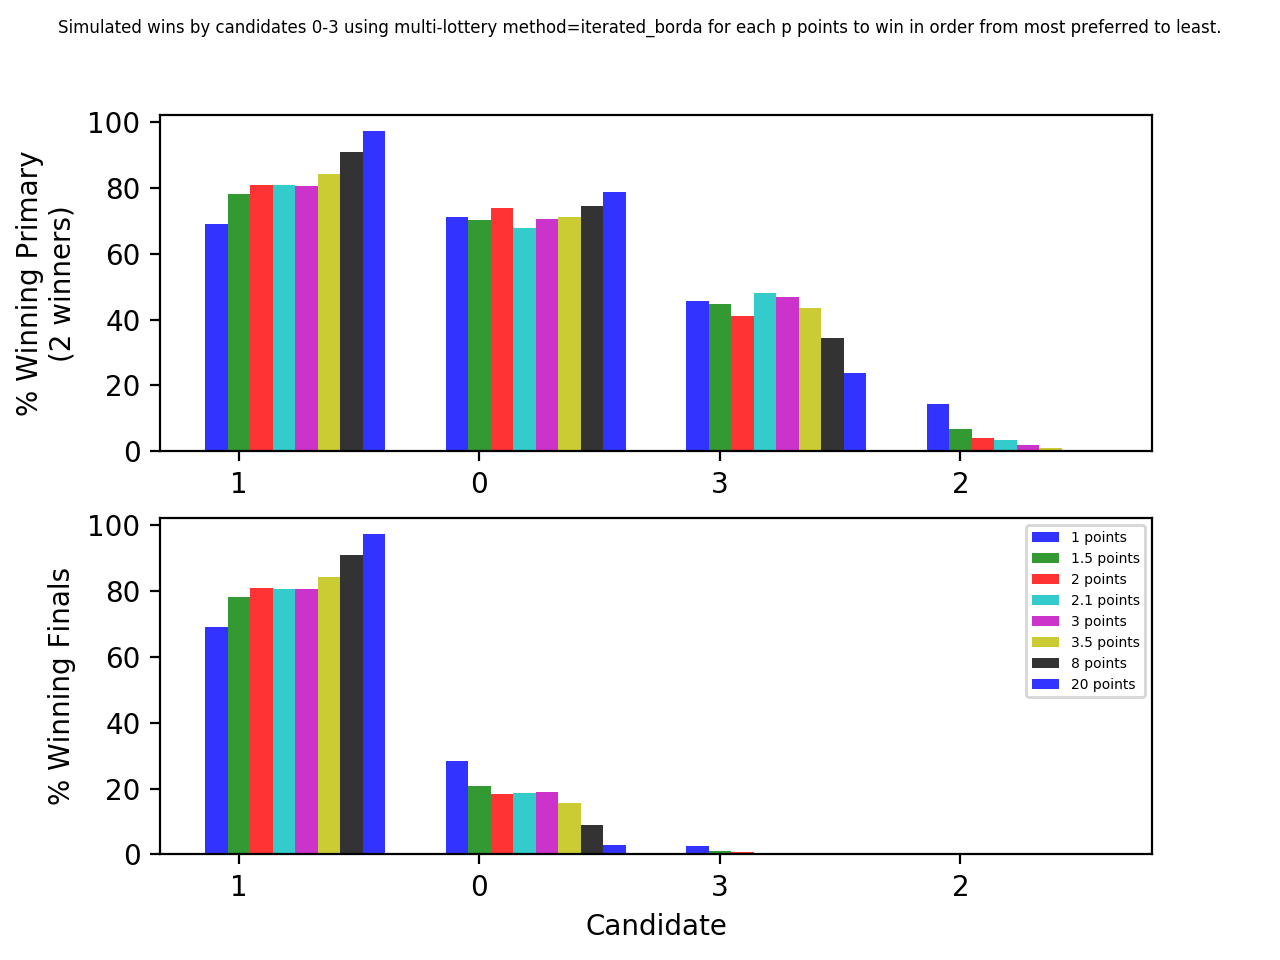 Simulated wins by candidates 0-3 using multi-lottery method=iterated_borda for each p points to win in order from most preferred to least.
% Winning Primary
(2 winners)
100
80
60
40
20
0
1
0
3
2
% Winning Finals
100
80
60
40
20
0
1 points
1.5 points
2 points
2.1 points
3 points
3.5 points
8 points
20 points
1
0
3
2
Candidate